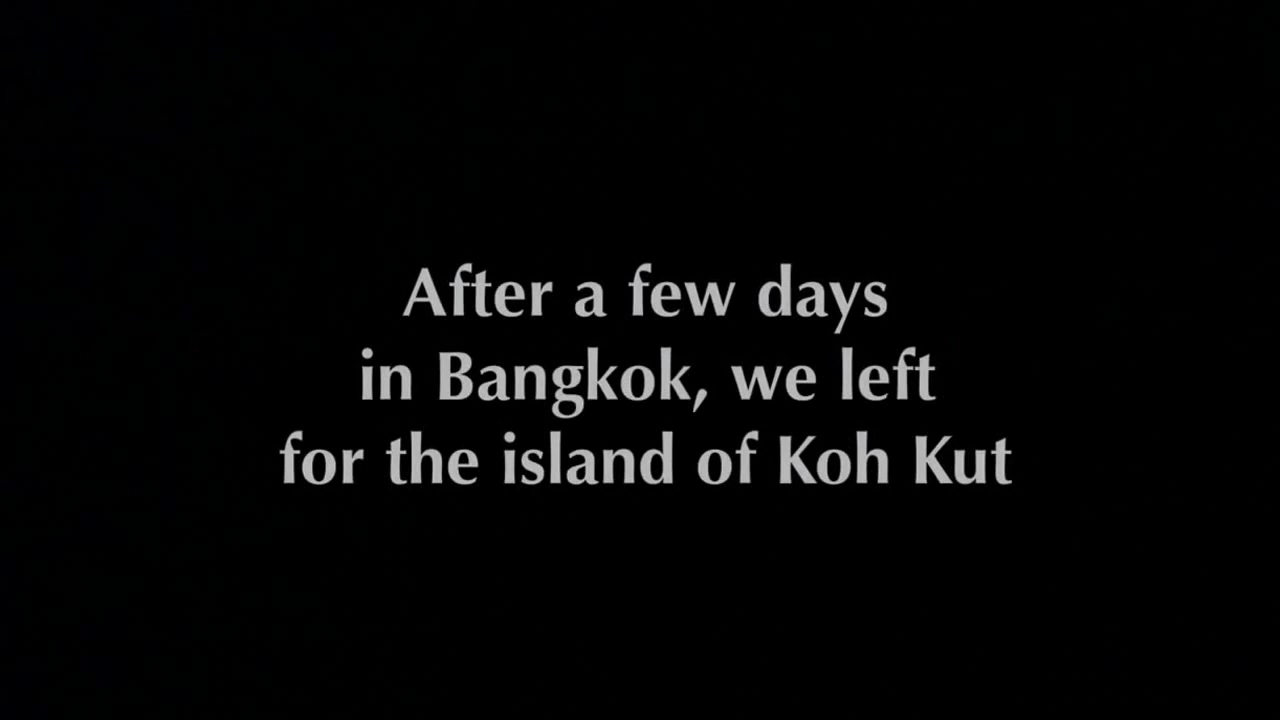 After a few days
in Bangkok, we left
for the island of Koh Kut